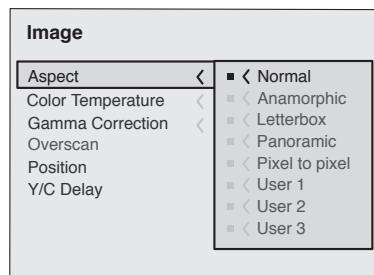 Image
Aspect
Color Temperature
Gamma Correction
Overscan
Position
Y/C Delay
Normal
Anamorphic
Letterbox
Panoramic
Pixel to pixel
User 1
User 2
User 3